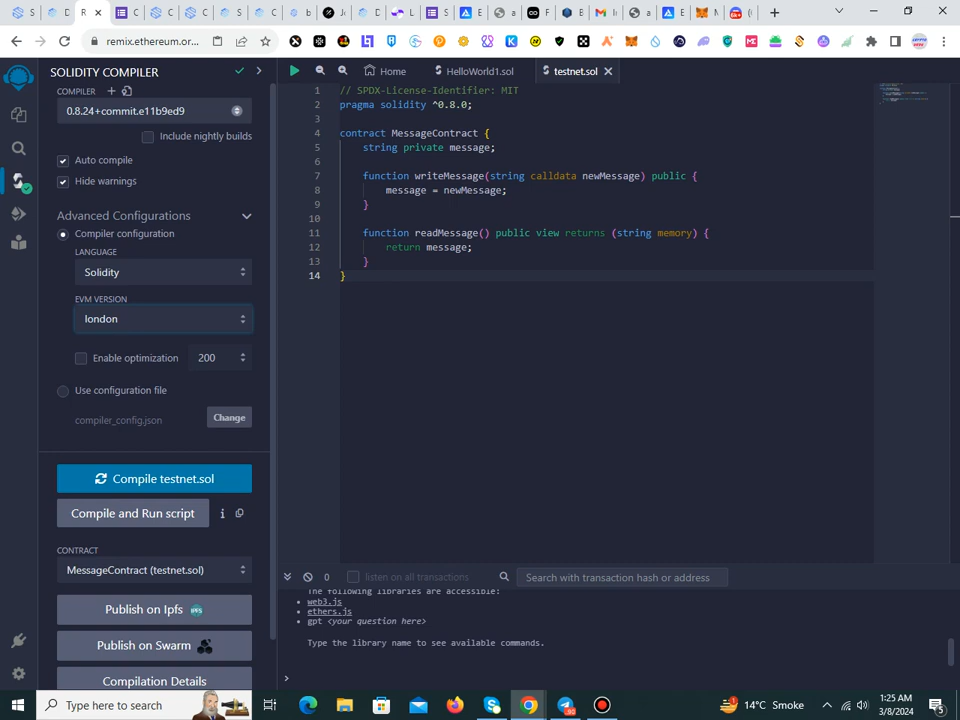 remix.ethereum.or...
SOLIDITY COMPILER
COMPILER
0.8.24+commit.e11b9ed9
Include nightly builds
Auto compile
Hide warnings
Advanced Configurations
Compiler configuration
LANGUAGE
Solidity
EVM VERSION
london
Enable optimization 200
Use configuration file
compiler_config.json Change
Compile testnet.sol
Compile and Run script i
CONTRACT
MessageContract (testnet.sol)
Publish on Ipfs
Publish on Swarm
Compilation Details
Home HelloWorld1.sol testnet.sol
1 // SPDX-License-Identifier: MIT
2 pragma solidity ^0.8.0;
3
4 contract MessageContract {
5 string private message;
6
7 function writeMessage(string calldata newMessage) public {
8 message = newMessage;
9 }
10
11 function readMessage() public view returns (string memory) {
12 return message;
13 }
14 }
0 listen on all transactions Search with transaction hash or address
The following libraries are accessible:
web3.js
ethers.js
gpt <your question here>
Type the library name to see available commands.
>
Type here to search
14°C Smoke
1:25 AM
3/8/2024
5